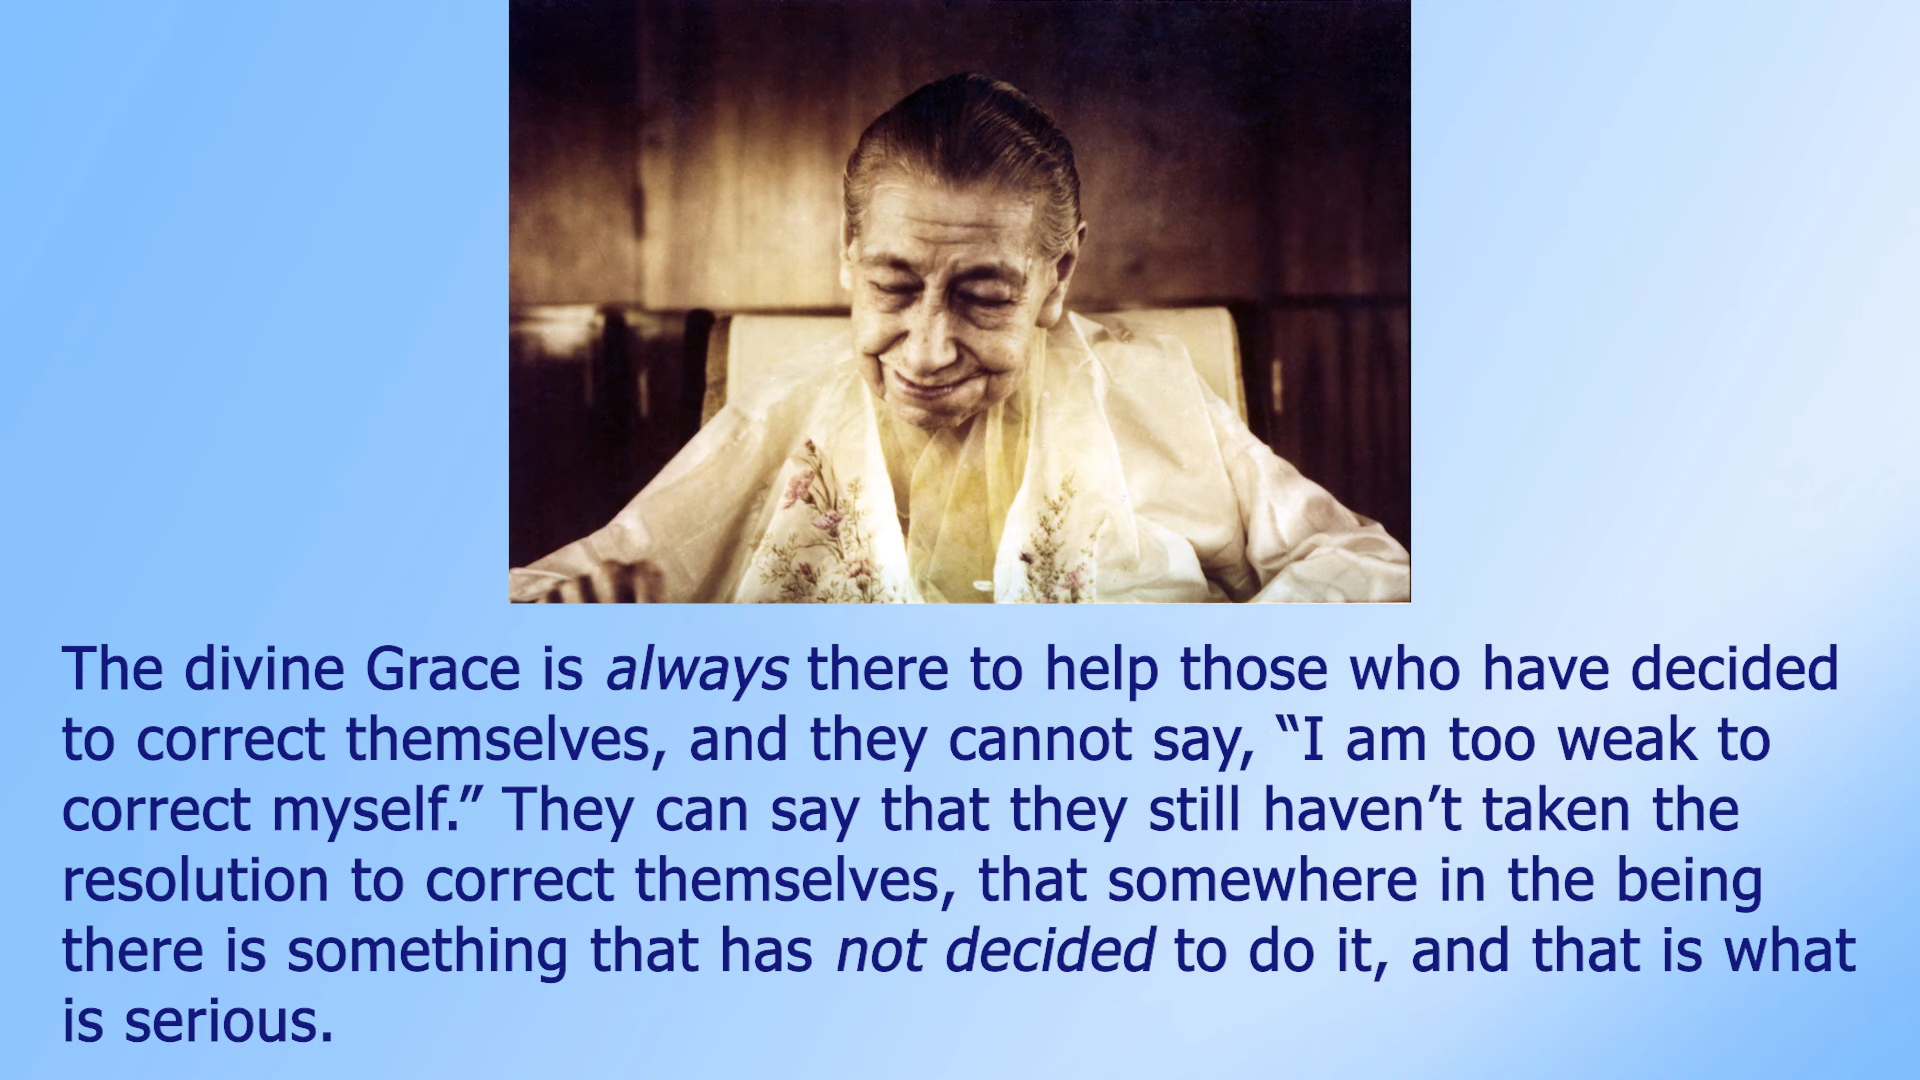 The divine Grace is always there to help those who have decided
to correct themselves, and they cannot say, “I am too weak to
correct myself.” They can say that they still haven’t taken the
resolution to correct themselves, that somewhere in the being
there is something that has not decided to do it, and that is what
is serious.